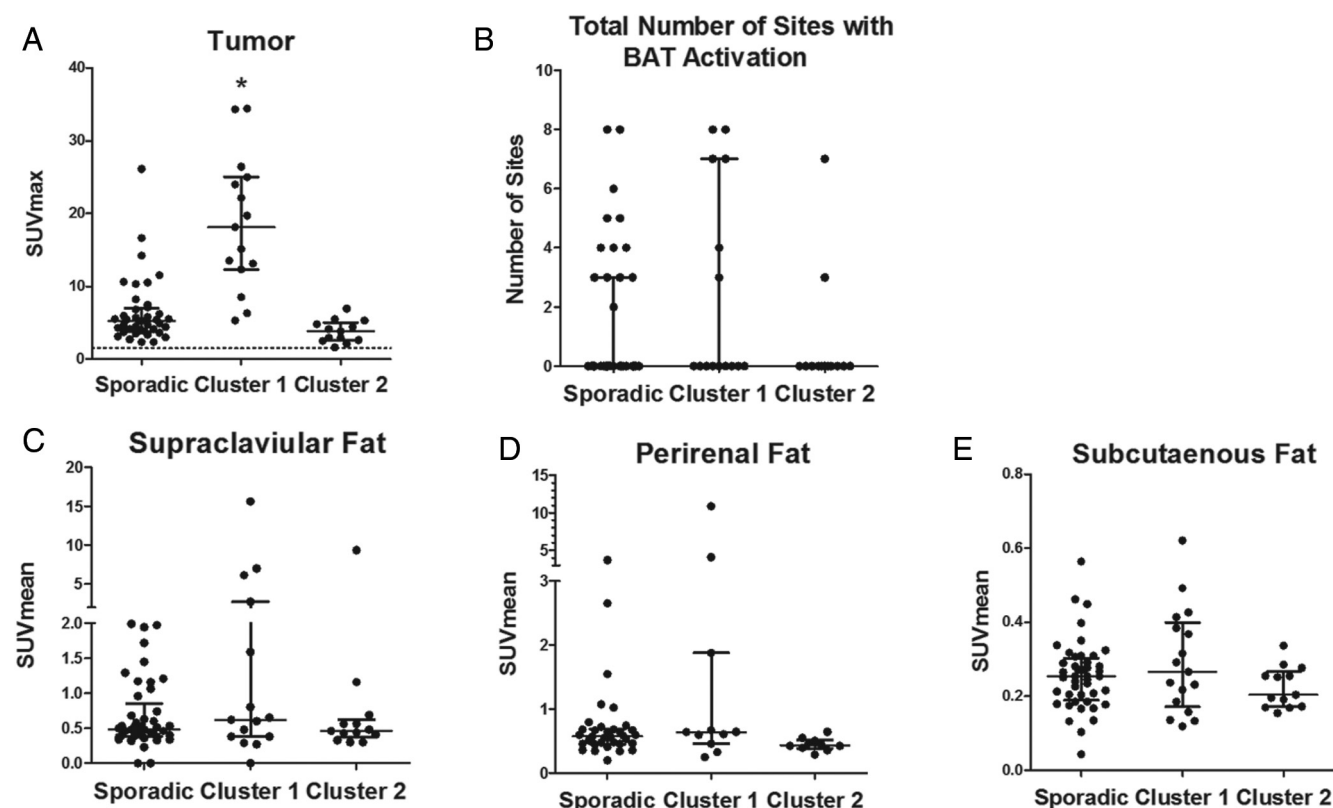 A
Tumor
*
SUVmax
40
30
20
10
0
Sporadic Cluster 1 Cluster 2
B
Total Number of Sites with
BAT Activation
Number of Sites
10
8
6
4
2
0
Sporadic Cluster 1 Cluster 2
C
Supraclaviular Fat
SUVmean
20
15
10
5
2.0
1.5
1.0
0.5
0.0
Sporadic Cluster 1 Cluster 2
D
Perirenal Fat
SUVmean
15
10
5
3
2
1
0
Sporadic Cluster 1 Cluster 2
E
Subcutaenous Fat
SUVmean
0.8
0.6
0.4
0.2
0.0
Sporadic Cluster 1 Cluster 2